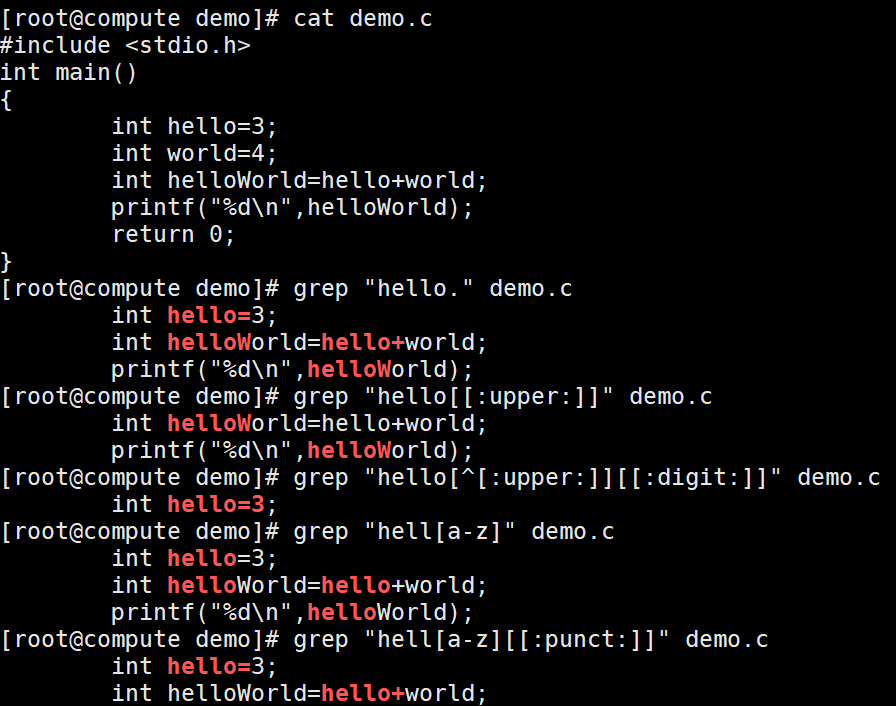 [root@compute demo]# cat demo.c
#include <stdio.h>
int main()
{
        int hello=3;
        int world=4;
        int helloWorld=hello+world;
        printf("%d\n",helloWorld);
        return 0;
}
[root@compute demo]# grep "hello." demo.c
        int hello=3;
        int helloWorld=hello+world;
        printf("%d\n",helloWorld);
[root@compute demo]# grep "hello[[:upper:]]" demo.c
        int helloWorld=hello+world;
        printf("%d\n",helloWorld);
[root@compute demo]# grep "hello[^[:upper:]][[:digit:]]" demo.c
        int hello=3;
[root@compute demo]# grep "hell[a-z]" demo.c
        int hello=3;
        int helloWorld=hello+world;
        printf("%d\n",helloWorld);
[root@compute demo]# grep "hell[a-z][[:punct:]]" demo.c
        int hello=3;
        int helloWorld=hello+world;